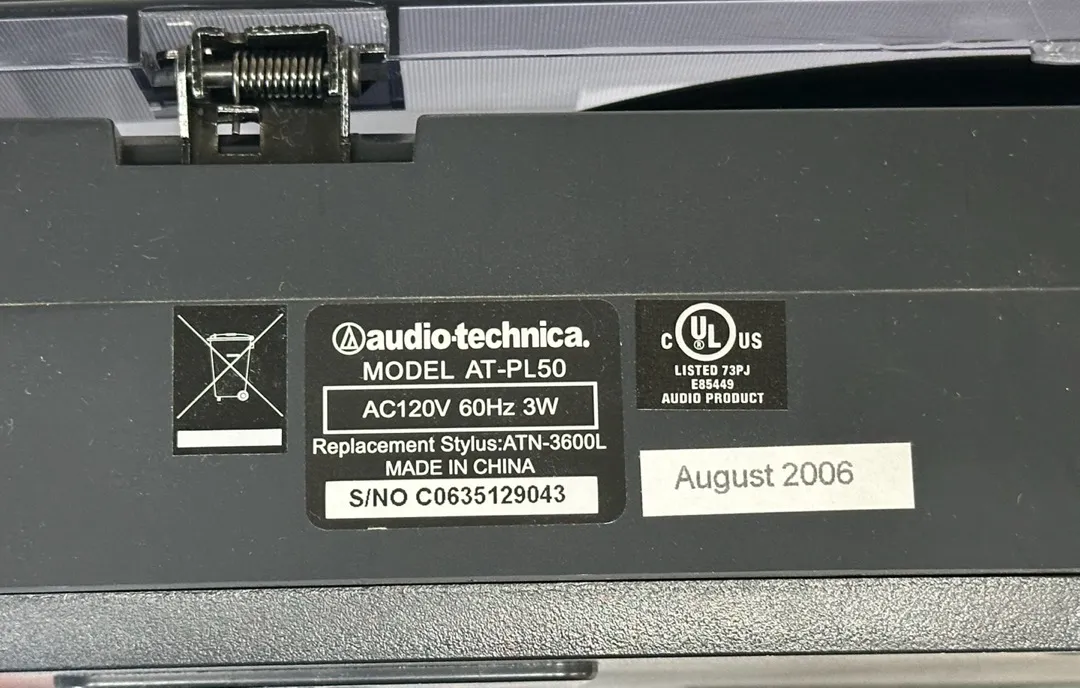 audio-technica.
MODEL AT-PL50
AC120V 60Hz 3W
Replacement Stylus:ATN-3600L
MADE IN CHINA
S/NO C0635129043
C UL® US
LISTED 73PJ
E85449
AUDIO PRODUCT
August 2006